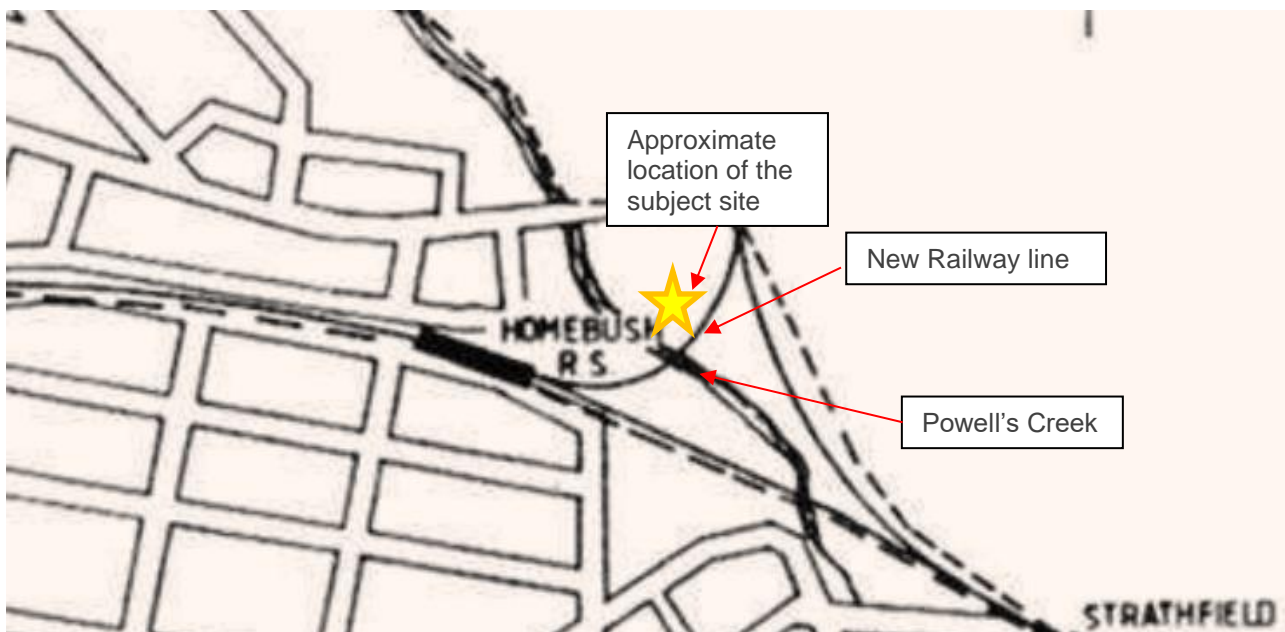 Approximate
location of the
subject site
New Railway line
HOMEBUSH
R S
Powell’s Creek
STRATHFIELD